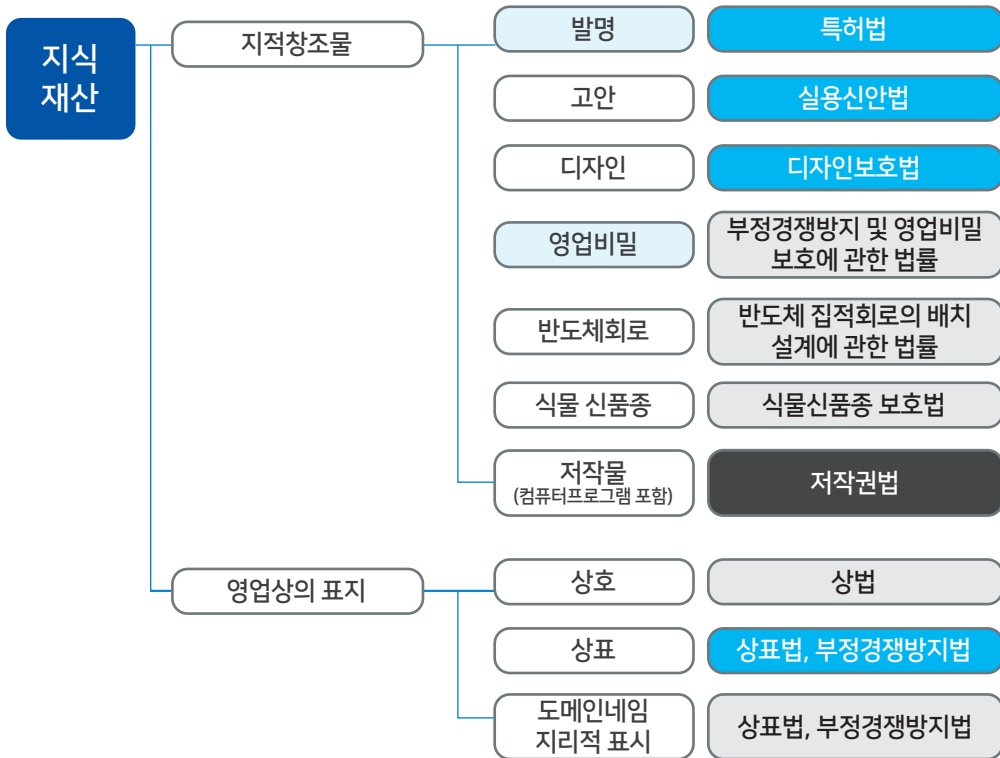 지식
재산
지적창조물
발명
특허법
고안
실용신안법
디자인
디자인보호법
영업비밀
부정경쟁방지 및 영업비밀
보호에 관한 법률
반도체회로
반도체 집적회로의 배치
설계에 관한 법률
식물 신품종
식물신품종 보호법
저작물
(컴퓨터프로그램 포함)
저작권법
영업상의 표지
상호
상법
상표
상표법, 부정경쟁방지법
도메인네임
지리적 표시
상표법, 부정경쟁방지법